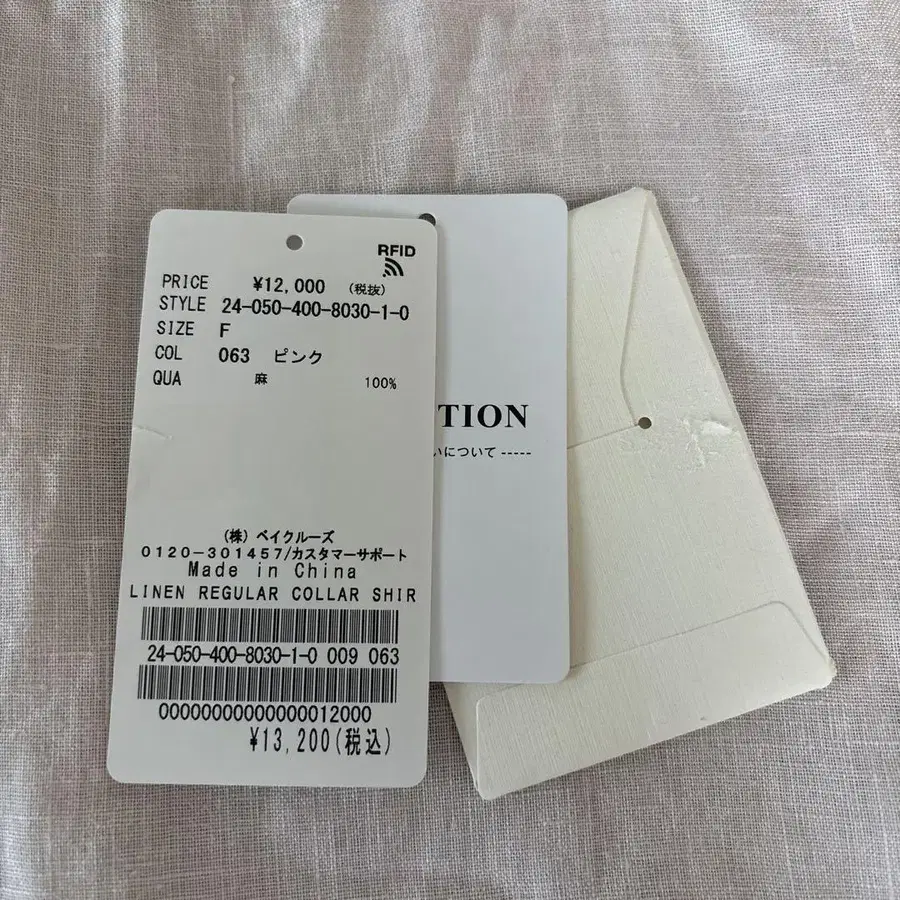 RFID
PRICE ¥12,000 (税抜)
STYLE 24-050-400-8030-1-0
SIZE F
COL 063 ピンク
QUA 麻 100%
(株) ベイクルーズ
0120-301457/カスタマーサポート
Made in China
LINEN REGULAR COLLAR SHIR
24-050-400-8030-1-0 009 063
00000000000000012000
¥13,200(税込)
TION
いについて -----